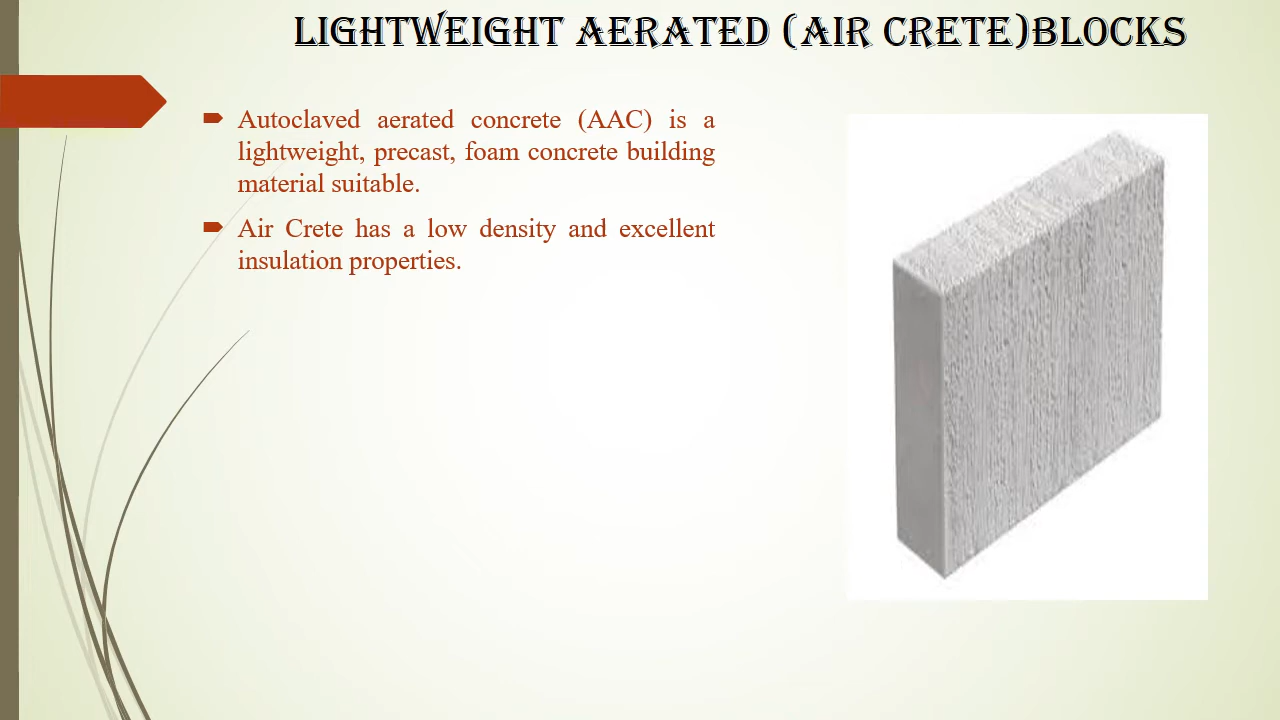 LIGHTWEIGHT AERATED (AIR CRETE)BLOCKS
Autoclaved aerated concrete (AAC) is a
lightweight, precast, foam concrete building
material suitable.
Air Crete has a low density and excellent
insulation properties.